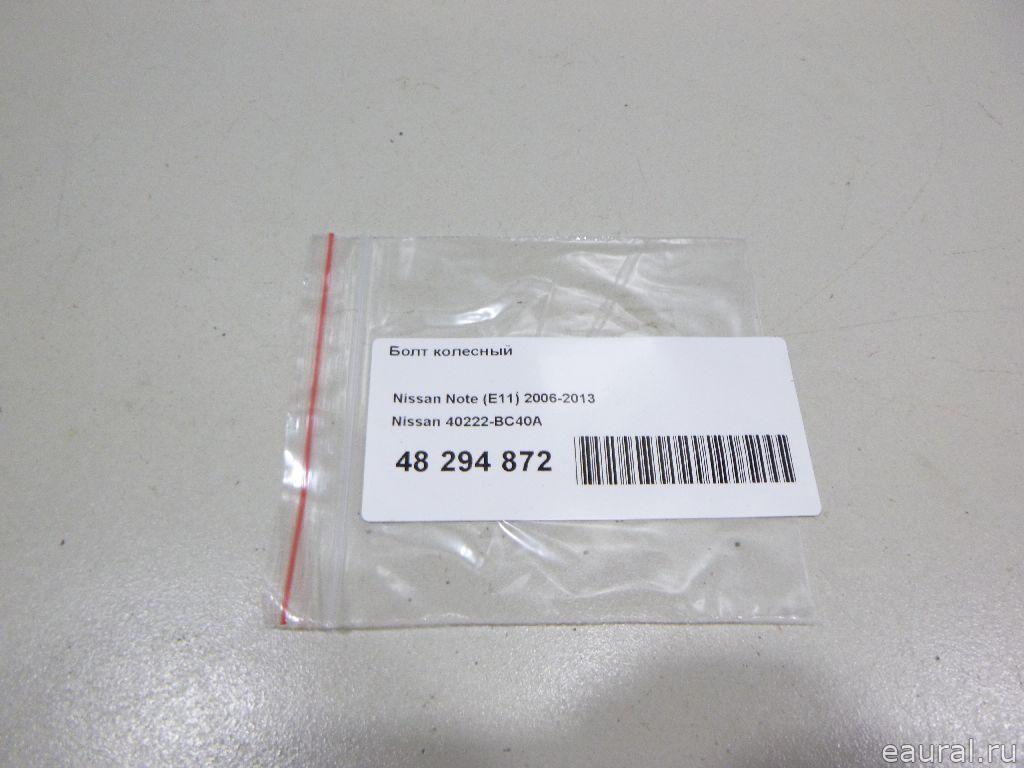 Болт колесный
Nissan Note (E11) 2006-2013
Nissan 40222-BC40A
48 294 872
eaural.ru